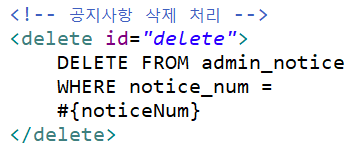 <!-- 공지사항 삭제 처리 -->
<delete id="delete">
DELETE FROM admin_notice
WHERE notice_num =
#{noticeNum}
</delete>